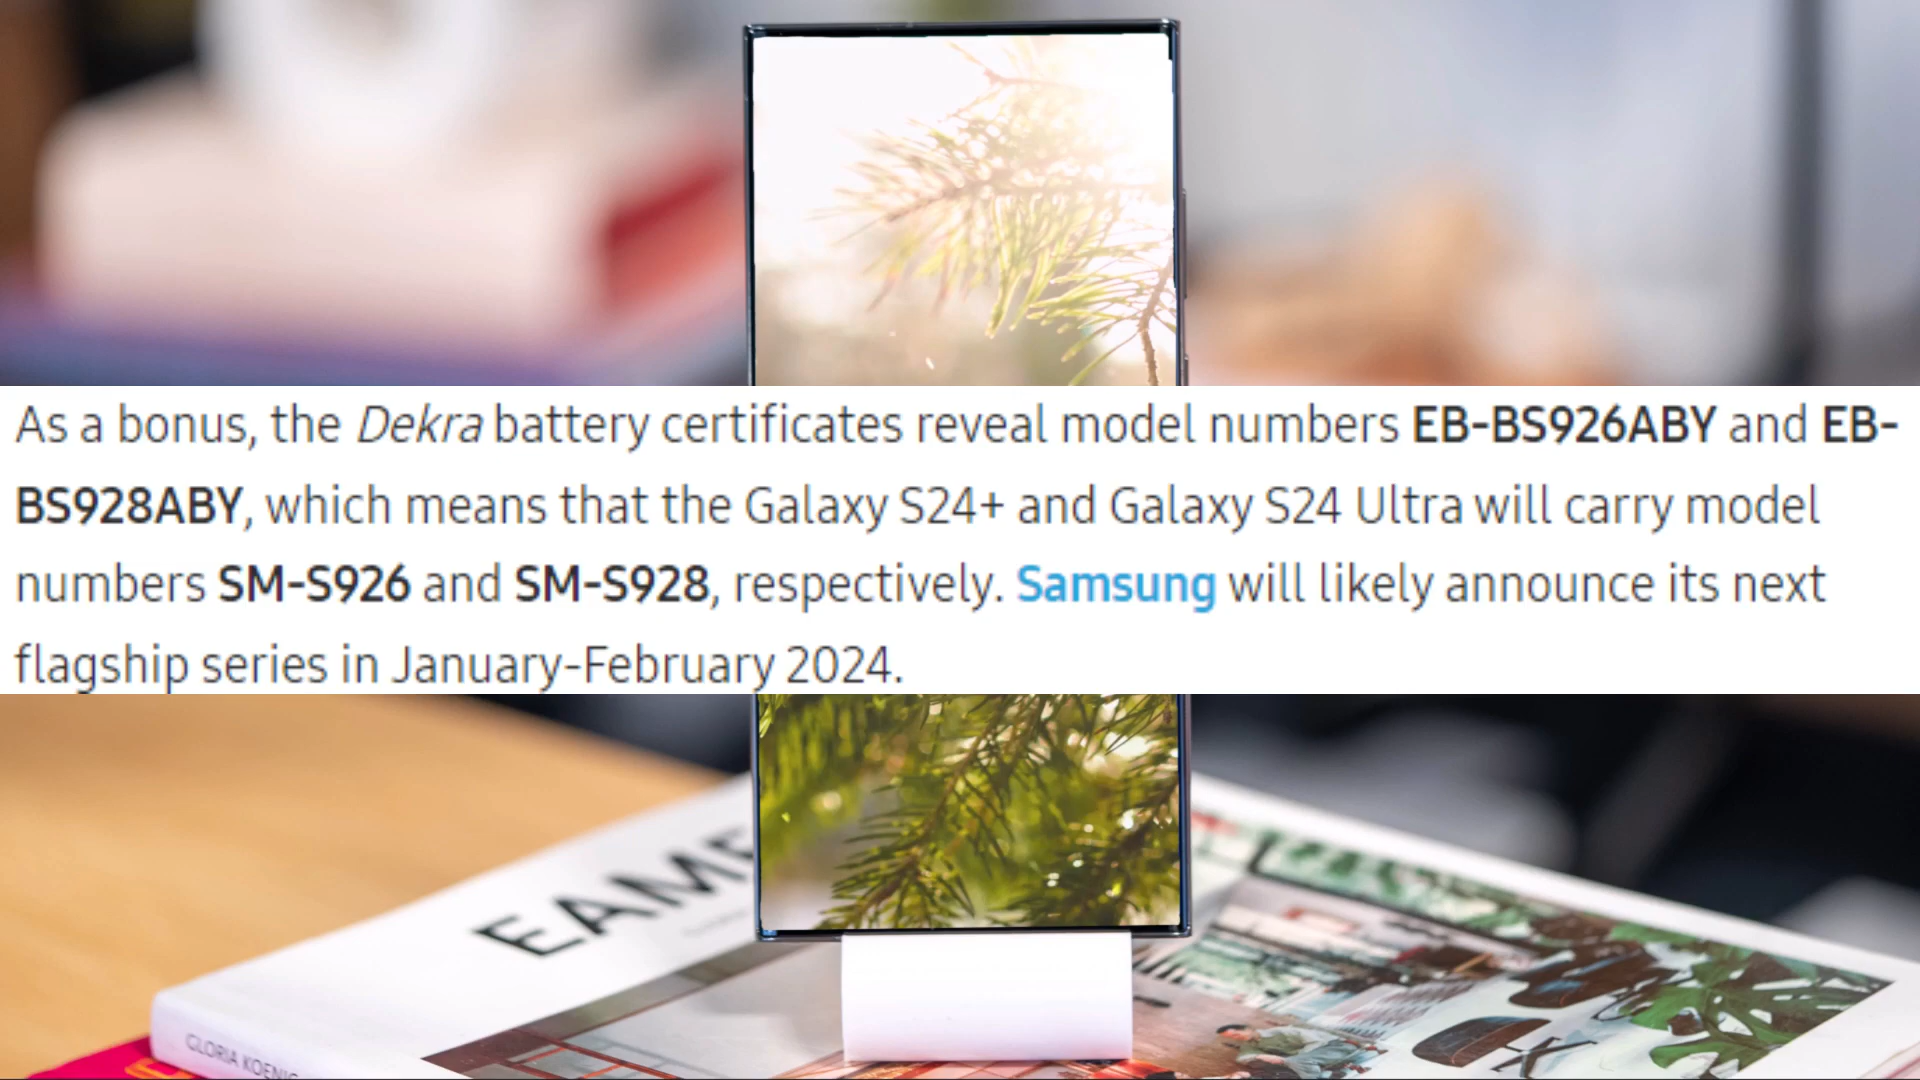 As a bonus, the Dekra battery certificates reveal model numbers EB-BS926ABY and EB-
BS928ABY, which means that the Galaxy S24+ and Galaxy S24 Ultra will carry model
numbers SM-S926 and SM-S928, respectively. Samsung will likely announce its next
flagship series in January-February 2024.
EAME
GLORIA KOENIG